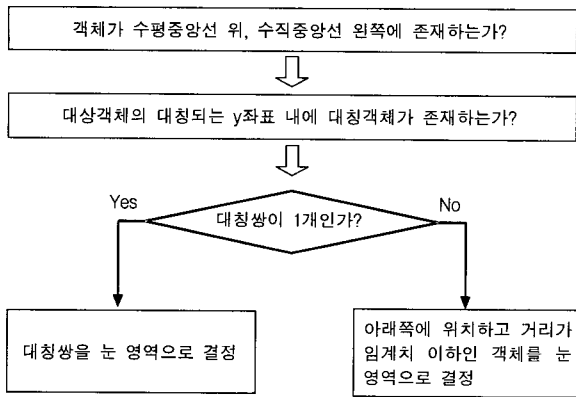 객체가 수평중앙선 위, 수직중앙선 왼쪽에 존재하는가?
대상객체의 대칭되는 y좌표 내에 대칭객체가 존재하는가?
Yes
No
대칭쌍이 1개인가?
대칭쌍을 눈 영역으로 결정
아래쪽에 위치하고 거리가
임계치 이하인 객체를 눈
영역으로 결정